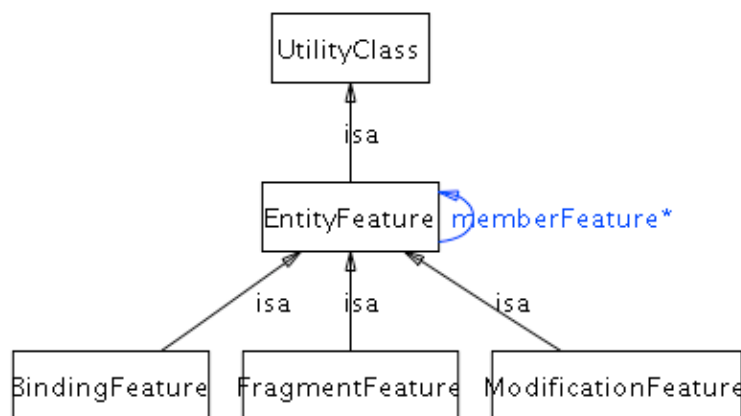 UtilityClass
isa
EntityFeature
memberFeature*
isa
isa
isa
BindingFeature
FragmentFeature
ModificationFeature